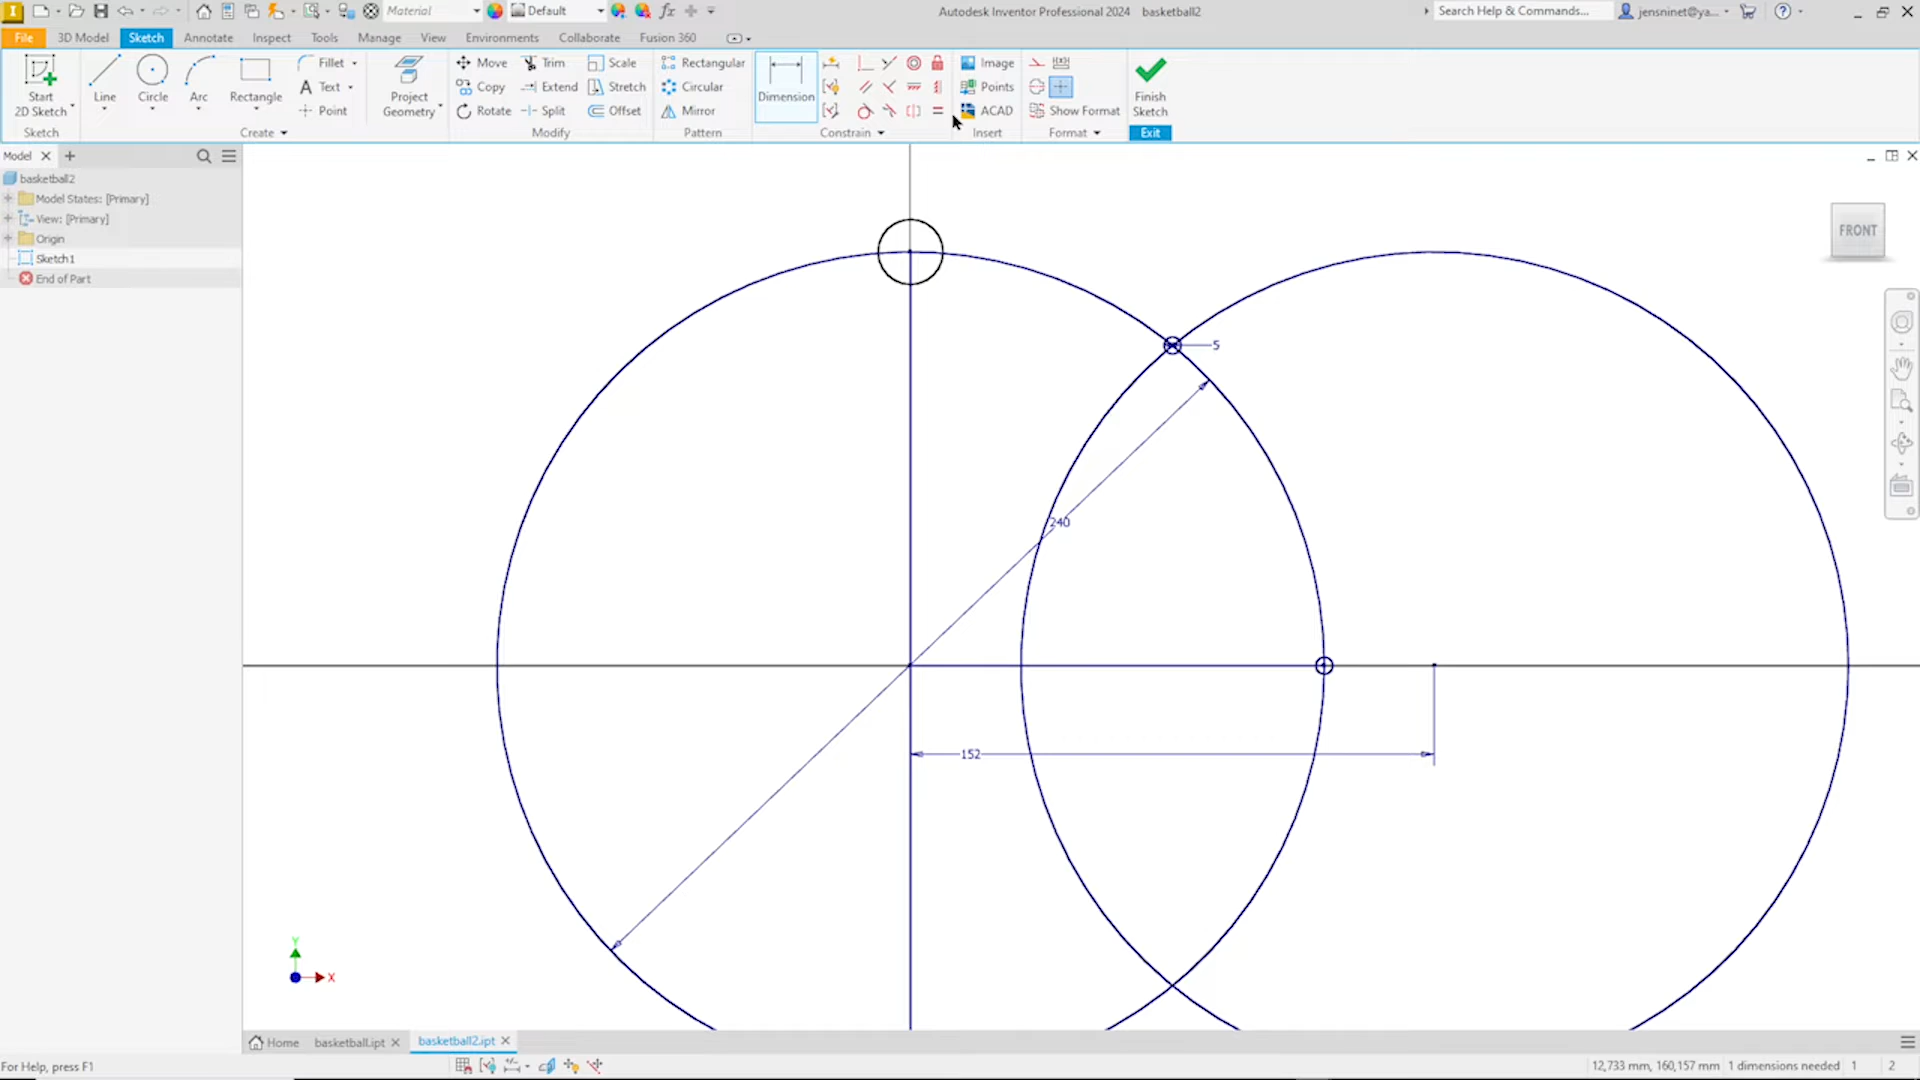 Material
Default
Autodesk Inventor Professional 2024 basketball2
Search Help & Commands...
jensninet@ya...
File 3D Model Sketch Annotate Inspect Tools Manage View Environments Collaborate Fusion 360
Start
2D Sketch
Line
Circle
Arc
Rectangle
Fillet
Text
Point
Project
Geometry
Move
Copy
Rotate
Trim
Extend
Split
Scale
Stretch
Offset
Rectangular
Circular
Mirror
Dimension
Image
Points
ACAD
Show Format
Finish
Sketch
Sketch Create Modify Pattern Constrain Insert Format Exit
Model
basketball2
Model States: [Primary]
View: [Primary]
Origin
Sketch1
End of Part
FRONT
5
240
152
Y
X
Home basketball.ipt basketball2.ipt
For Help, press F1
12,733 mm, 160,157 mm 1 dimensions needed 1 2